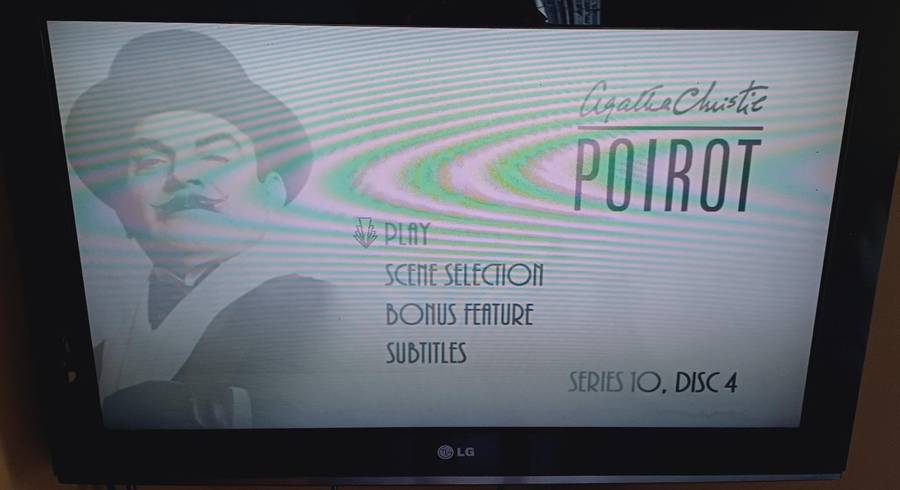 Agatha Christie
POIROT
PLAY
SCENE SELECTION
BONUS FEATURE
SUBTITLES
SERIES 10, DISC 4
LG